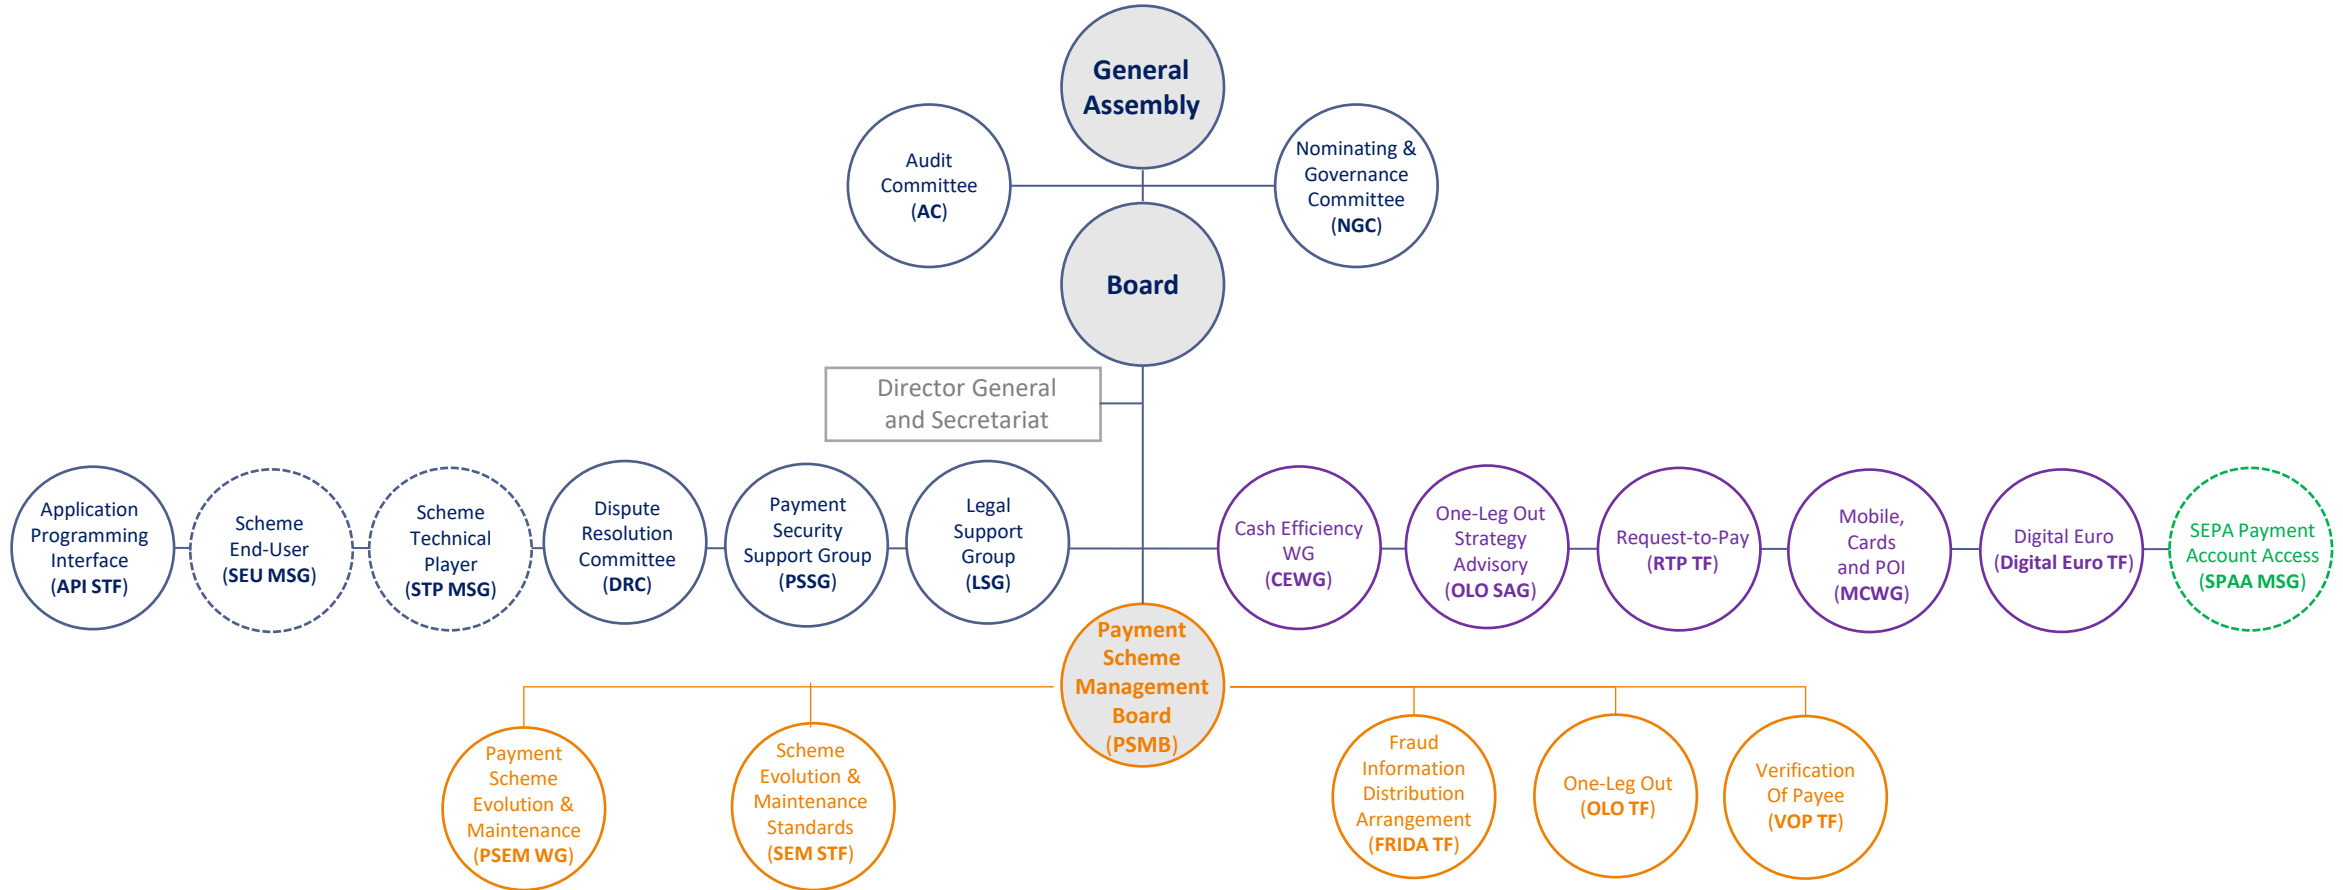 General
Assembly
Audit
Committee
(AC)
Nominating &
Governance
Committee
(NGC)
Board
Director General
and Secretariat
Application
Programming
Interface
(API STF)
Scheme
End-User
(SEU MSG)
Scheme
Technical
Player
(STP MSG)
Dispute
Resolution
Committee
(DRC)
Payment
Security
Support Group
(PSSG)
Legal
Support
Group
(LSG)
Cash Efficiency
WG
(CEWG)
One-Leg Out
Strategy
Advisory
(OLO SAG)
Request-to-Pay
(RTP TF)
Mobile,
Cards
and POI
(MCWG)
Digital Euro
(Digital Euro TF)
SEPA Payment
Account Access
(SPAA MSG)
Payment
Scheme
Management
Board
(PSMB)
Payment
Scheme
Evolution &
Maintenance
(PSEM WG)
Scheme
Evolution &
Maintenance
Standards
(SEM STF)
Fraud
Information
Distribution
Arrangement
(FRIDA TF)
One-Leg Out
(OLO TF)
Verification
Of Payee
(VOP TF)